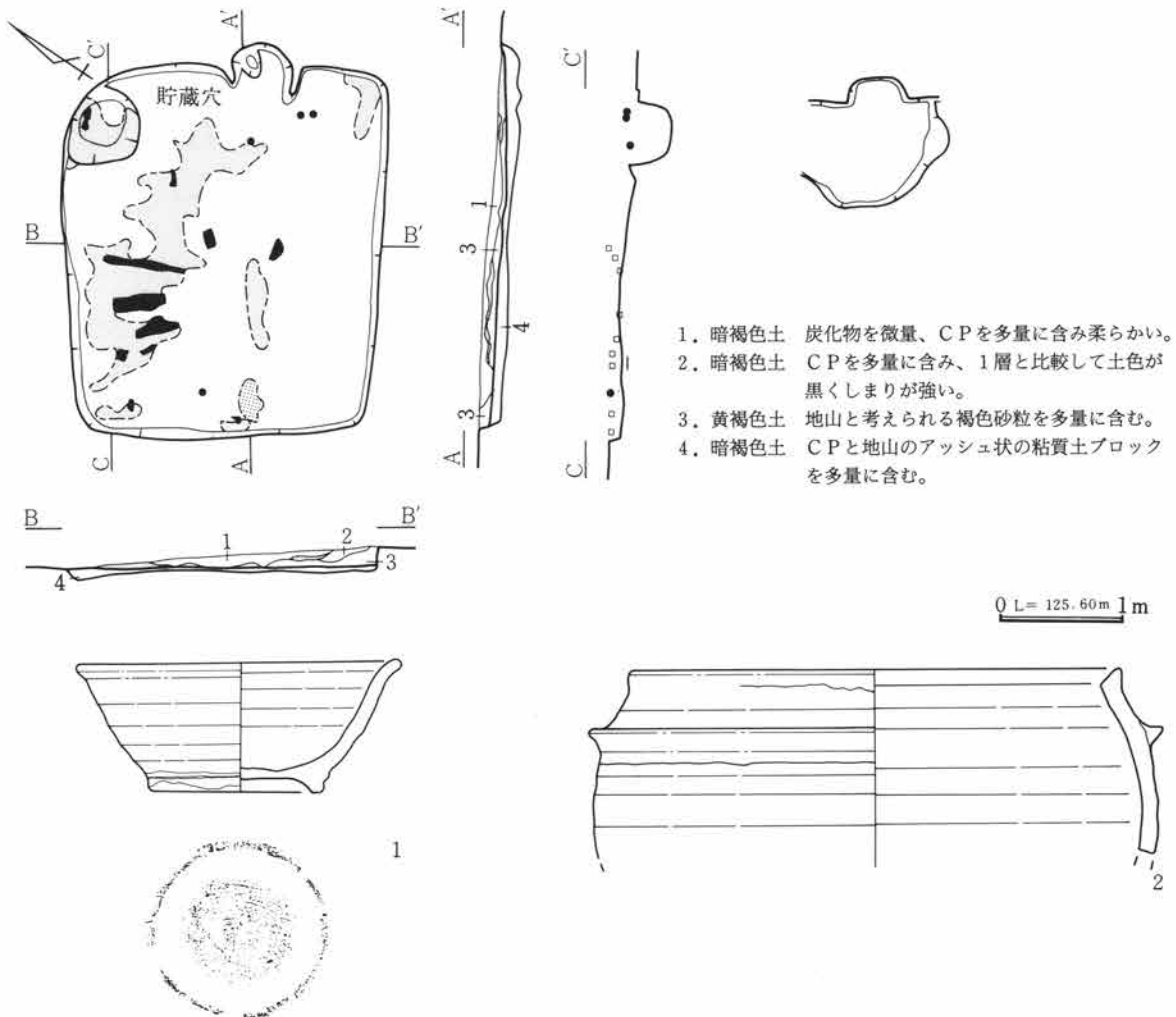 A'
C'
貯蔵穴
B
B'
C
A
A'
1
3
4
3
A
C'
C
1. 暗褐色土 炭化物を微量、CPを多量に含み柔らかい。
2. 暗褐色土 CPを多量に含み、1層と比較して土色が
黒くしまりが強い。
3. 黄褐色土 地山と考えられる褐色砂粒を多量に含む。
4. 暗褐色土 CPと地山のアッシュ状の粘質土ブロック
を多量に含む。
B
B'
1
2
3
4
0 L= 125.60m 1m
1
2